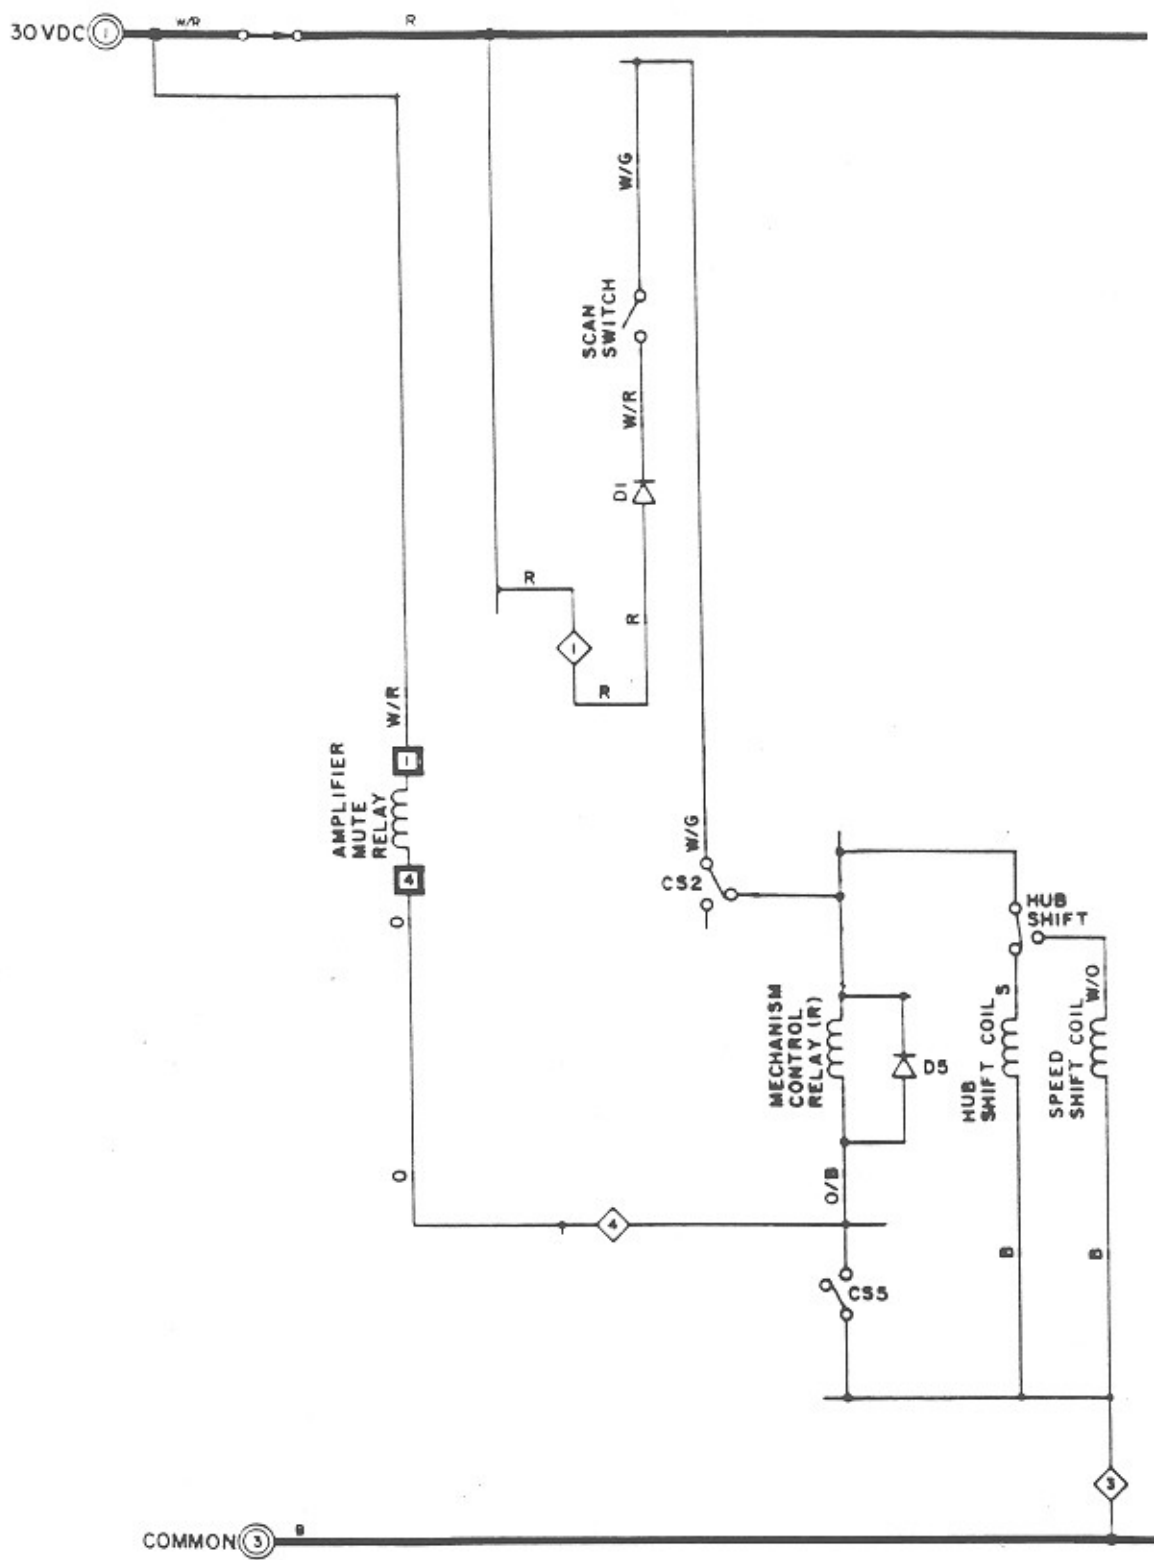 30 VDC 1
W/R
R
W/G
SCAN
SWITCH
W/R
D1
R
R
1
R
W/R
AMPLIFIER
MUTE
RELAY
1
4
O
W/G
CS2
HUB
SHIFT
MECHANISM
CONTROL
RELAY (R)
D5
HUB
SHIFT COIL
S
SPEED
SHIFT COIL
W/O
O
O/B
4
B
B
CS5
3
COMMON 3
B